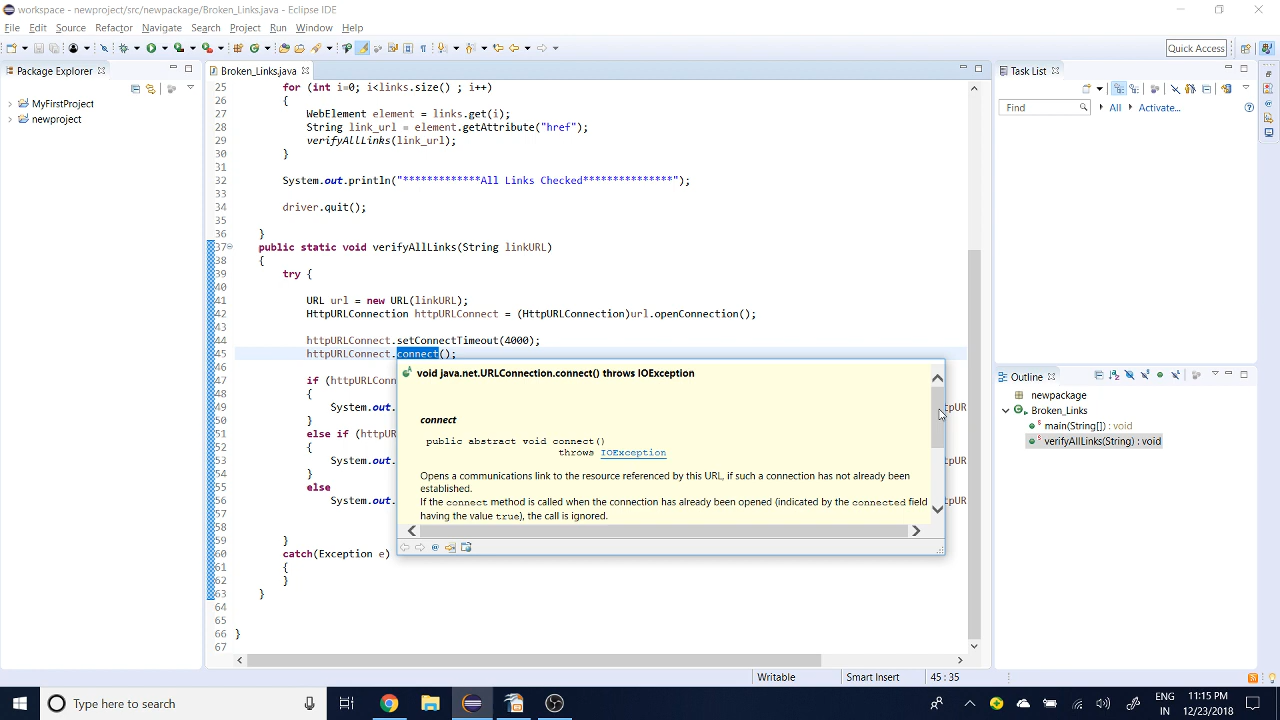 workspace - newproject/src/newpackage/Broken_Links.java - Eclipse IDE
File Edit Source Refactor Navigate Search Project Run Window Help
Quick Access
Package Explorer
MyFirstProject
newproject
Broken_Links.java
25 for (int i=0; i<links.size() ; i++)
26 {
27 WebElement element = links.get(i);
28 String link_url = element.getAttribute("href");
29 verifyAllLinks(link_url);
30 }
31
32 System.out.println("*************All Links Checked***************");
33
34 driver.quit();
35
36 }
37 public static void verifyAllLinks(String linkURL)
38 {
39 try {
40
41 URL url = new URL(linkURL);
42 HttpURLConnection httpURLConnect = (HttpURLConnection)url.openConnection();
43
44 httpURLConnect.setConnectTimeout(4000);
45 httpURLConnect.connect();
46
47 if (httpURLConn
48 {
49 System.out. tpUR
50 }
51 else if (httpUR
52 {
53 System.out. tpUR
54 }
55 else
56 System.out. tpUR
57
58
59 }
60 catch(Exception e)
61 {
62 }
63 }
64
65
66 }
67
void java.net.URLConnection.connect() throws IOException
connect
public abstract void connect()
throws IOException
Opens a communications link to the resource referenced by this URL, if such a connection has not already been
established.
If the connect method is called when the connection has already been opened (indicated by the connected field
having the value true), the call is ignored.
Task List
Find All Activate...
Outline
newpackage
Broken_Links
main(String[]) : void
verifyAllLinks(String) : void
Writable Smart Insert 45 : 35
Type here to search
ENG
IN
11:15 PM
12/23/2018